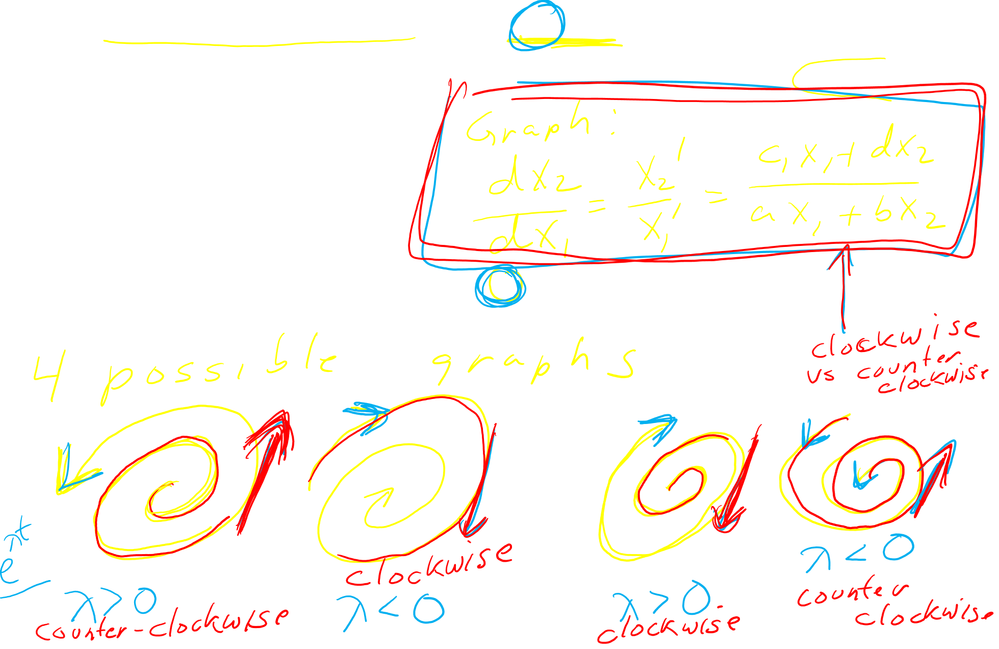 Graph:
dx₂/dx₁ = x₂'/x₁' = (c₁x₁ + dx₂)/(ax₁ + bx₂)
clockwise
vs counter
clockwise
4 possible graphs
e^λt
λ>0
counter-clockwise
clockwise
λ<0
λ>0
clockwise
λ<0
counter
clockwise